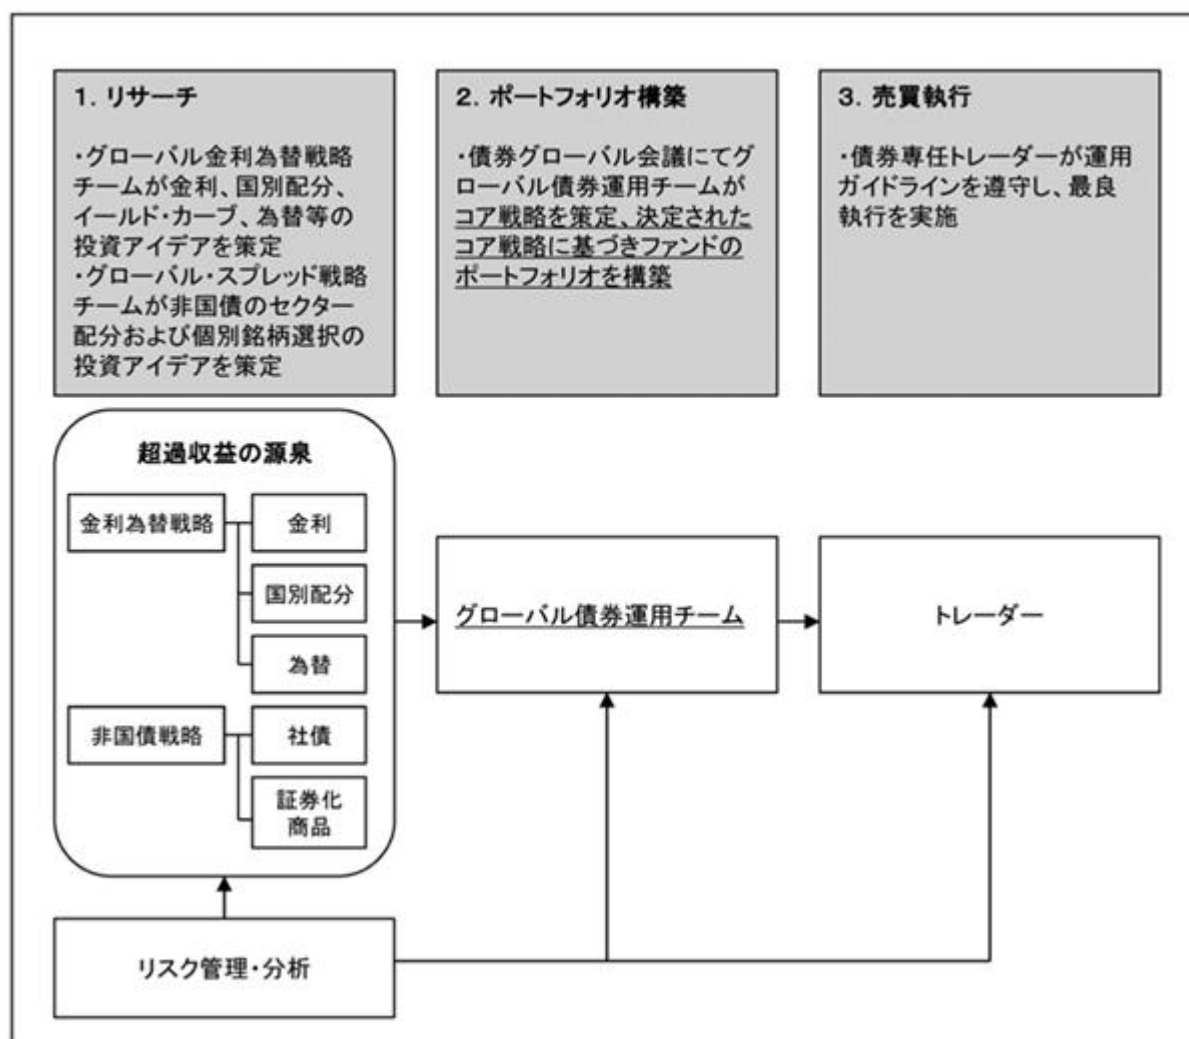 1. リサーチ
・グローバル金利為替戦略
チームが金利、国別配分、
イールド・カーブ、為替等の
投資アイデアを策定
・グローバル・スプレッド戦略
チームが非国債のセクター
配分および個別銘柄選択の
投資アイデアを策定
2. ポートフォリオ構築
・債券グローバル会議にてグ
ローバル債券運用チームが
コア戦略を策定、決定された
コア戦略に基づきファンドの
ポートフォリオを構築
3. 売買執行
・債券専任トレーダーが運用
ガイドラインを遵守し、最良
執行を実施
超過収益の源泉
金利為替戦略
金利
国別配分
為替
非国債戦略
社債
証券化
商品
グローバル債券運用チーム
トレーダー
リスク管理・分析